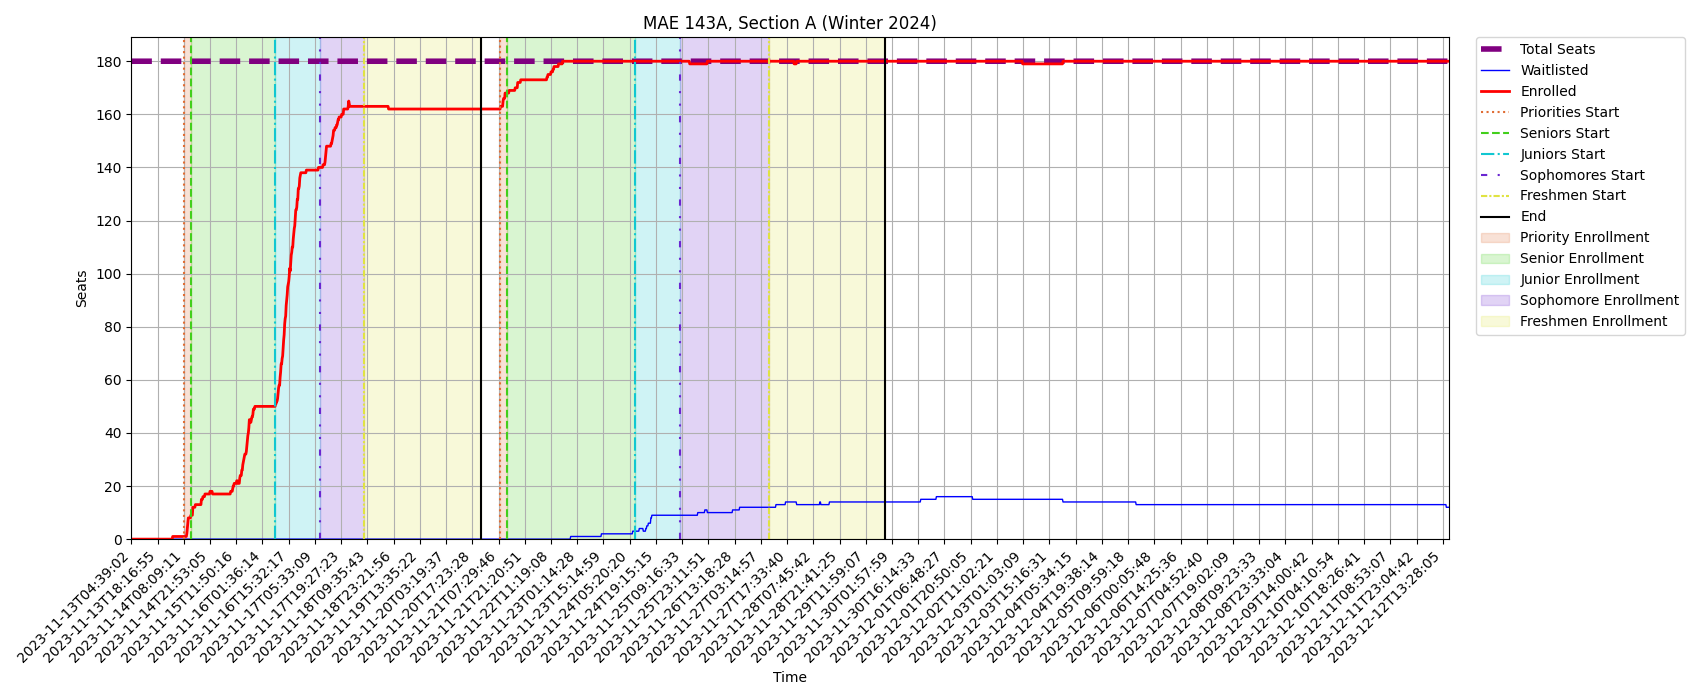 MAE 143A, Section A (Winter 2024)
Seats
180
160
140
120
100
80
60
40
20
0
2023-11-13T04:39:02
2023-11-13T18:16:55
2023-11-14T08:09:11
2023-11-14T21:53:05
2023-11-15T11:50:16
2023-11-16T01:36:14
2023-11-16T15:32:17
2023-11-17T05:33:09
2023-11-17T19:27:23
2023-11-18T09:35:43
2023-11-18T23:21:56
2023-11-19T13:35:22
2023-11-20T03:19:37
2023-11-20T17:23:28
2023-11-21T07:29:46
2023-11-21T21:20:51
2023-11-22T11:19:08
2023-11-23T01:14:28
2023-11-23T15:14:59
2023-11-24T05:20:20
2023-11-24T19:15:15
2023-11-25T09:16:33
2023-11-25T23:11:51
2023-11-26T13:18:28
2023-11-27T03:14:57
2023-11-27T17:33:40
2023-11-28T07:45:42
2023-11-28T21:41:25
2023-11-29T11:59:07
2023-11-30T01:57:59
2023-11-30T16:14:33
2023-12-01T06:48:27
2023-12-01T20:50:05
2023-12-02T11:02:21
2023-12-03T01:03:09
2023-12-03T15:16:31
2023-12-04T05:34:15
2023-12-04T19:38:14
2023-12-05T09:59:18
2023-12-06T00:05:48
2023-12-06T14:25:36
2023-12-07T04:52:40
2023-12-07T19:02:09
2023-12-08T09:23:33
2023-12-08T23:33:04
2023-12-09T14:00:42
2023-12-10T04:10:54
2023-12-10T18:26:41
2023-12-11T08:53:07
2023-12-11T23:04:42
2023-12-12T13:28:05
Time
Total Seats
Waitlisted
Enrolled
Priorities Start
Seniors Start
Juniors Start
Sophomores Start
Freshmen Start
End
Priority Enrollment
Senior Enrollment
Junior Enrollment
Sophomore Enrollment
Freshmen Enrollment